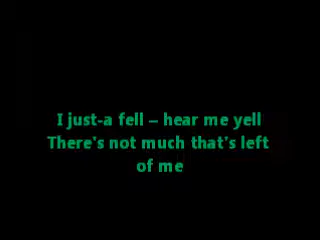 I just-a fell – hear me yell
There's not much that's left
of me